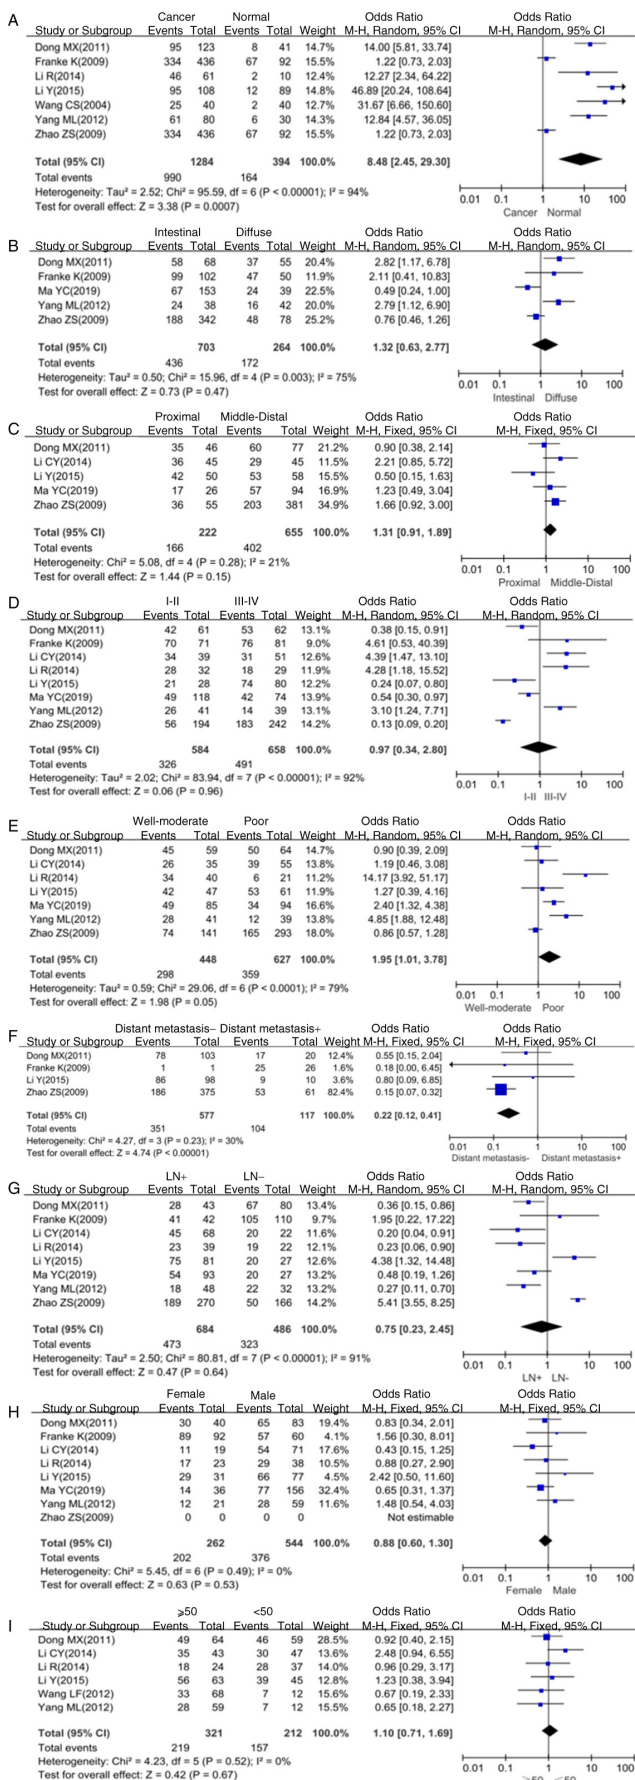 A
Cancer Normal Odds Ratio Odds Ratio
Study or Subgroup Events Total Events Total Weight M-H, Random, 95% CI M-H, Random, 95% CI
Dong MX(2011) 95 123 8 41 14.7% 14.00 [5.81, 33.74]
Franke K(2009) 334 436 67 92 15.5% 1.22 [0.73, 2.03]
Li R(2014) 46 61 2 10 13.3% 12.27 [2.34, 64.22]
Li Y(2015) 95 108 12 89 14.8% 46.89 [20.24, 108.64]
Wang CS(2004) 25 40 2 40 13.5% 31.67 [6.66, 150.60]
Yang ML(2012) 61 80 6 30 14.4% 12.84 [4.57, 36.05]
Zhao ZS(2009) 334 436 67 92 15.5% 1.22 [0.73, 2.03]
Total (95% CI) 1284 394 100.0% 8.48 [2.45, 29.30]
Total events 990 164
Heterogeneity: Tau² = 2.52; Chi² = 95.59, df = 6 (P < 0.00001); I² = 94%
Test for overall effect: Z = 3.38 (P = 0.0007)
0.01 0.1 1 10 100
Cancer Normal
B
Intestinal Diffuse Odds Ratio Odds Ratio
Study or Subgroup Events Total Events Total Weight M-H, Random, 95% CI M-H, Random, 95% CI
Dong MX(2011) 58 68 37 55 20.4% 2.82 [1.17, 6.78]
Franke K(2009) 99 102 47 50 11.9% 2.11 [0.41, 10.83]
Ma YC(2019) 67 153 24 39 22.5% 0.49 [0.24, 1.00]
Yang ML(2012) 24 38 16 42 20.0% 2.79 [1.12, 6.90]
Zhao ZS(2009) 188 342 48 78 25.2% 0.76 [0.46, 1.26]
Total (95% CI) 703 264 100.0% 1.32 [0.63, 2.77]
Total events 436 172
Heterogeneity: Tau² = 0.50; Chi² = 15.96, df = 4 (P = 0.003); I² = 75%
Test for overall effect: Z = 0.73 (P = 0.47)
0.01 0.1 1 10 100
Intestinal Diffuse
C
Proximal Middle-Distal Odds Ratio Odds Ratio
Study or Subgroup Events Total Events Total Weight M-H, Fixed, 95% CI M-H, Fixed, 95% CI
Dong MX(2011) 35 46 60 77 21.2% 0.90 [0.38, 2.14]
Li CY(2014) 36 45 29 45 11.5% 2.21 [0.85, 5.72]
Li Y(2015) 42 50 53 58 15.5% 0.50 [0.15, 1.63]
Ma YC(2019) 17 26 57 94 16.9% 1.23 [0.49, 3.04]
Zhao ZS(2009) 36 55 203 381 34.9% 1.66 [0.92, 3.00]
Total (95% CI) 222 655 100.0% 1.31 [0.91, 1.89]
Total events 166 402
Heterogeneity: Chi² = 5.08, df = 4 (P = 0.28); I² = 21%
Test for overall effect: Z = 1.44 (P = 0.15)
0.01 0.1 1 10 100
Proximal Middle-Distal
D
I-II III-IV Odds Ratio Odds Ratio
Study or Subgroup Events Total Events Total Weight M-H, Random, 95% CI M-H, Random, 95% CI
Dong MX(2011) 42 61 53 62 13.1% 0.38 [0.15, 0.91]
Franke K(2009) 70 71 76 81 9.0% 4.61 [0.53, 40.39]
Li CY(2014) 34 39 31 51 12.6% 4.39 [1.47, 13.10]
Li R(2014) 28 32 18 29 11.9% 4.28 [1.18, 15.52]
Li Y(2015) 21 28 74 80 11.9% 0.24 [0.07, 0.80]
Ma YC(2019) 49 118 42 74 14.0% 0.54 [0.30, 0.97]
Yang ML(2012) 26 41 14 39 12.9% 3.10 [1.24, 7.71]
Zhao ZS(2009) 56 194 183 242 14.2% 0.13 [0.09, 0.20]
Total (95% CI) 584 658 100.0% 0.97 [0.34, 2.80]
Total events 326 491
Heterogeneity: Tau² = 2.02; Chi² = 83.94, df = 7 (P < 0.00001); I² = 92%
Test for overall effect: Z = 0.06 (P = 0.96)
0.01 0.1 1 10 100
I-II III-IV
E
Well-moderate Poor Odds Ratio Odds Ratio
Study or Subgroup Events Total Events Total Weight M-H, Random, 95% CI M-H, Random, 95% CI
Dong MX(2011) 45 59 50 64 14.7% 0.90 [0.39, 2.09]
Li CY(2014) 26 35 39 55 13.8% 1.19 [0.46, 3.08]
Li R(2014) 34 40 6 21 11.0% 14.17 [3.92, 51.17]
Li Y(2015) 42 47 53 61 12.1% 1.27 [0.39, 4.16]
Ma YC(2019) 49 85 34 94 16.6% 2.40 [1.32, 4.38]
Yang ML(2012) 28 41 12 39 13.9% 4.85 [1.88, 12.48]
Zhao ZS(2009) 74 141 165 293 18.0% 0.86 [0.57, 1.28]
Total (95% CI) 448 627 100.0% 1.95 [1.01, 3.78]
Total events 298 359
Heterogeneity: Tau² = 0.59; Chi² = 29.06, df = 6 (P < 0.0001); I² = 79%
Test for overall effect: Z = 1.98 (P = 0.05)
0.01 0.1 1 10 100
Well-moderate Poor
F
Distant metastasis− Distant metastasis+ Odds Ratio Odds Ratio
Study or Subgroup Events Total Events Total Weight M-H, Fixed, 95% CI M-H, Fixed, 95% CI
Dong MX(2011) 78 103 17 20 12.4% 0.55 [0.15, 2.04]
Franke K(2009) 1 1 25 26 1.6% 0.18 [0.00, 6.45]
Li Y(2015) 86 98 9 10 3.6% 0.80 [0.09, 6.85]
Zhao ZS(2009) 186 375 53 61 82.4% 0.15 [0.07, 0.32]
Total (95% CI) 577 117 100.0% 0.22 [0.12, 0.41]
Total events 351 104
Heterogeneity: Chi² = 4.27, df = 3 (P = 0.23); I² = 30%
Test for overall effect: Z = 4.74 (P < 0.00001)
0.01 0.1 1 10 100
Distant metastasis- Distant metastasis+
G
LN+ LN− Odds Ratio Odds Ratio
Study or Subgroup Events Total Events Total Weight M-H, Random, 95% CI M-H, Random, 95% CI
Dong MX(2011) 28 43 67 80 13.4% 0.36 [0.15, 0.86]
Franke K(2009) 41 42 105 110 9.7% 1.95 [0.22, 17.22]
Li CY(2014) 45 68 20 22 11.2% 0.20 [0.04, 0.91]
Li R(2014) 23 39 19 22 12.0% 0.23 [0.06, 0.90]
Li Y(2015) 75 81 20 27 12.5% 4.38 [1.32, 14.48]
Ma YC(2019) 54 93 20 27 13.1% 0.48 [0.19, 1.26]
Yang ML(2012) 18 48 22 32 13.3% 0.27 [0.11, 0.70]
Zhao ZS(2009) 189 270 50 166 14.2% 5.41 [3.55, 8.25]
Total (95% CI) 684 486 100.0% 0.75 [0.23, 2.45]
Total events 473 323
Heterogeneity: Tau² = 2.50; Chi² = 80.81, df = 7 (P < 0.00001); I² = 91%
Test for overall effect: Z = 0.47 (P = 0.64)
0.01 0.1 1 10 100
LN+ LN-
H
Female Male Odds Ratio Odds Ratio
Study or Subgroup Events Total Events Total Weight M-H, Fixed, 95% CI M-H, Fixed, 95% CI
Dong MX(2011) 30 40 65 83 19.4% 0.83 [0.34, 2.01]
Franke K(2009) 89 92 57 60 4.1% 1.56 [0.30, 8.01]
Li CY(2014) 11 19 54 71 17.6% 0.43 [0.15, 1.25]
Li R(2014) 17 23 29 38 10.5% 0.88 [0.27, 2.90]
Li Y(2015) 29 31 66 77 4.5% 2.42 [0.50, 11.60]
Ma YC(2019) 14 36 77 156 32.4% 0.65 [0.31, 1.37]
Yang ML(2012) 12 21 28 59 11.6% 1.48 [0.54, 4.03]
Zhao ZS(2009) 0 0 0 0 Not estimable
Total (95% CI) 262 544 100.0% 0.88 [0.60, 1.30]
Total events 202 376
Heterogeneity: Chi² = 5.45, df = 6 (P = 0.49); I² = 0%
Test for overall effect: Z = 0.63 (P = 0.53)
0.01 0.1 1 10 100
Female Male
I
⩾50 <50 Odds Ratio Odds Ratio
Study or Subgroup Events Total Events Total Weight M-H, Fixed, 95% CI M-H, Fixed, 95% CI
Dong MX(2011) 49 64 46 59 28.5% 0.92 [0.40, 2.15]
Li CY(2014) 35 43 30 47 13.3% 2.48 [0.94, 6.55]
Li R(2014) 18 24 28 37 13.4% 0.96 [0.29, 3.17]
Li Y(2015) 56 63 39 45 12.8% 1.23 [0.38, 3.94]
Wang LF(2012) 33 68 7 12 16.9% 0.67 [0.19, 2.33]
Yang ML(2012) 28 59 7 12 15.2% 0.65 [0.18, 2.27]
Total (95% CI) 321 212 100.0% 1.10 [0.71, 1.69]
Total events 219 157
Heterogeneity: Chi² = 4.23, df = 5 (P = 0.52); I² = 0%
Test for overall effect: Z = 0.42 (P = 0.67)
0.01 0.1 1 10 100